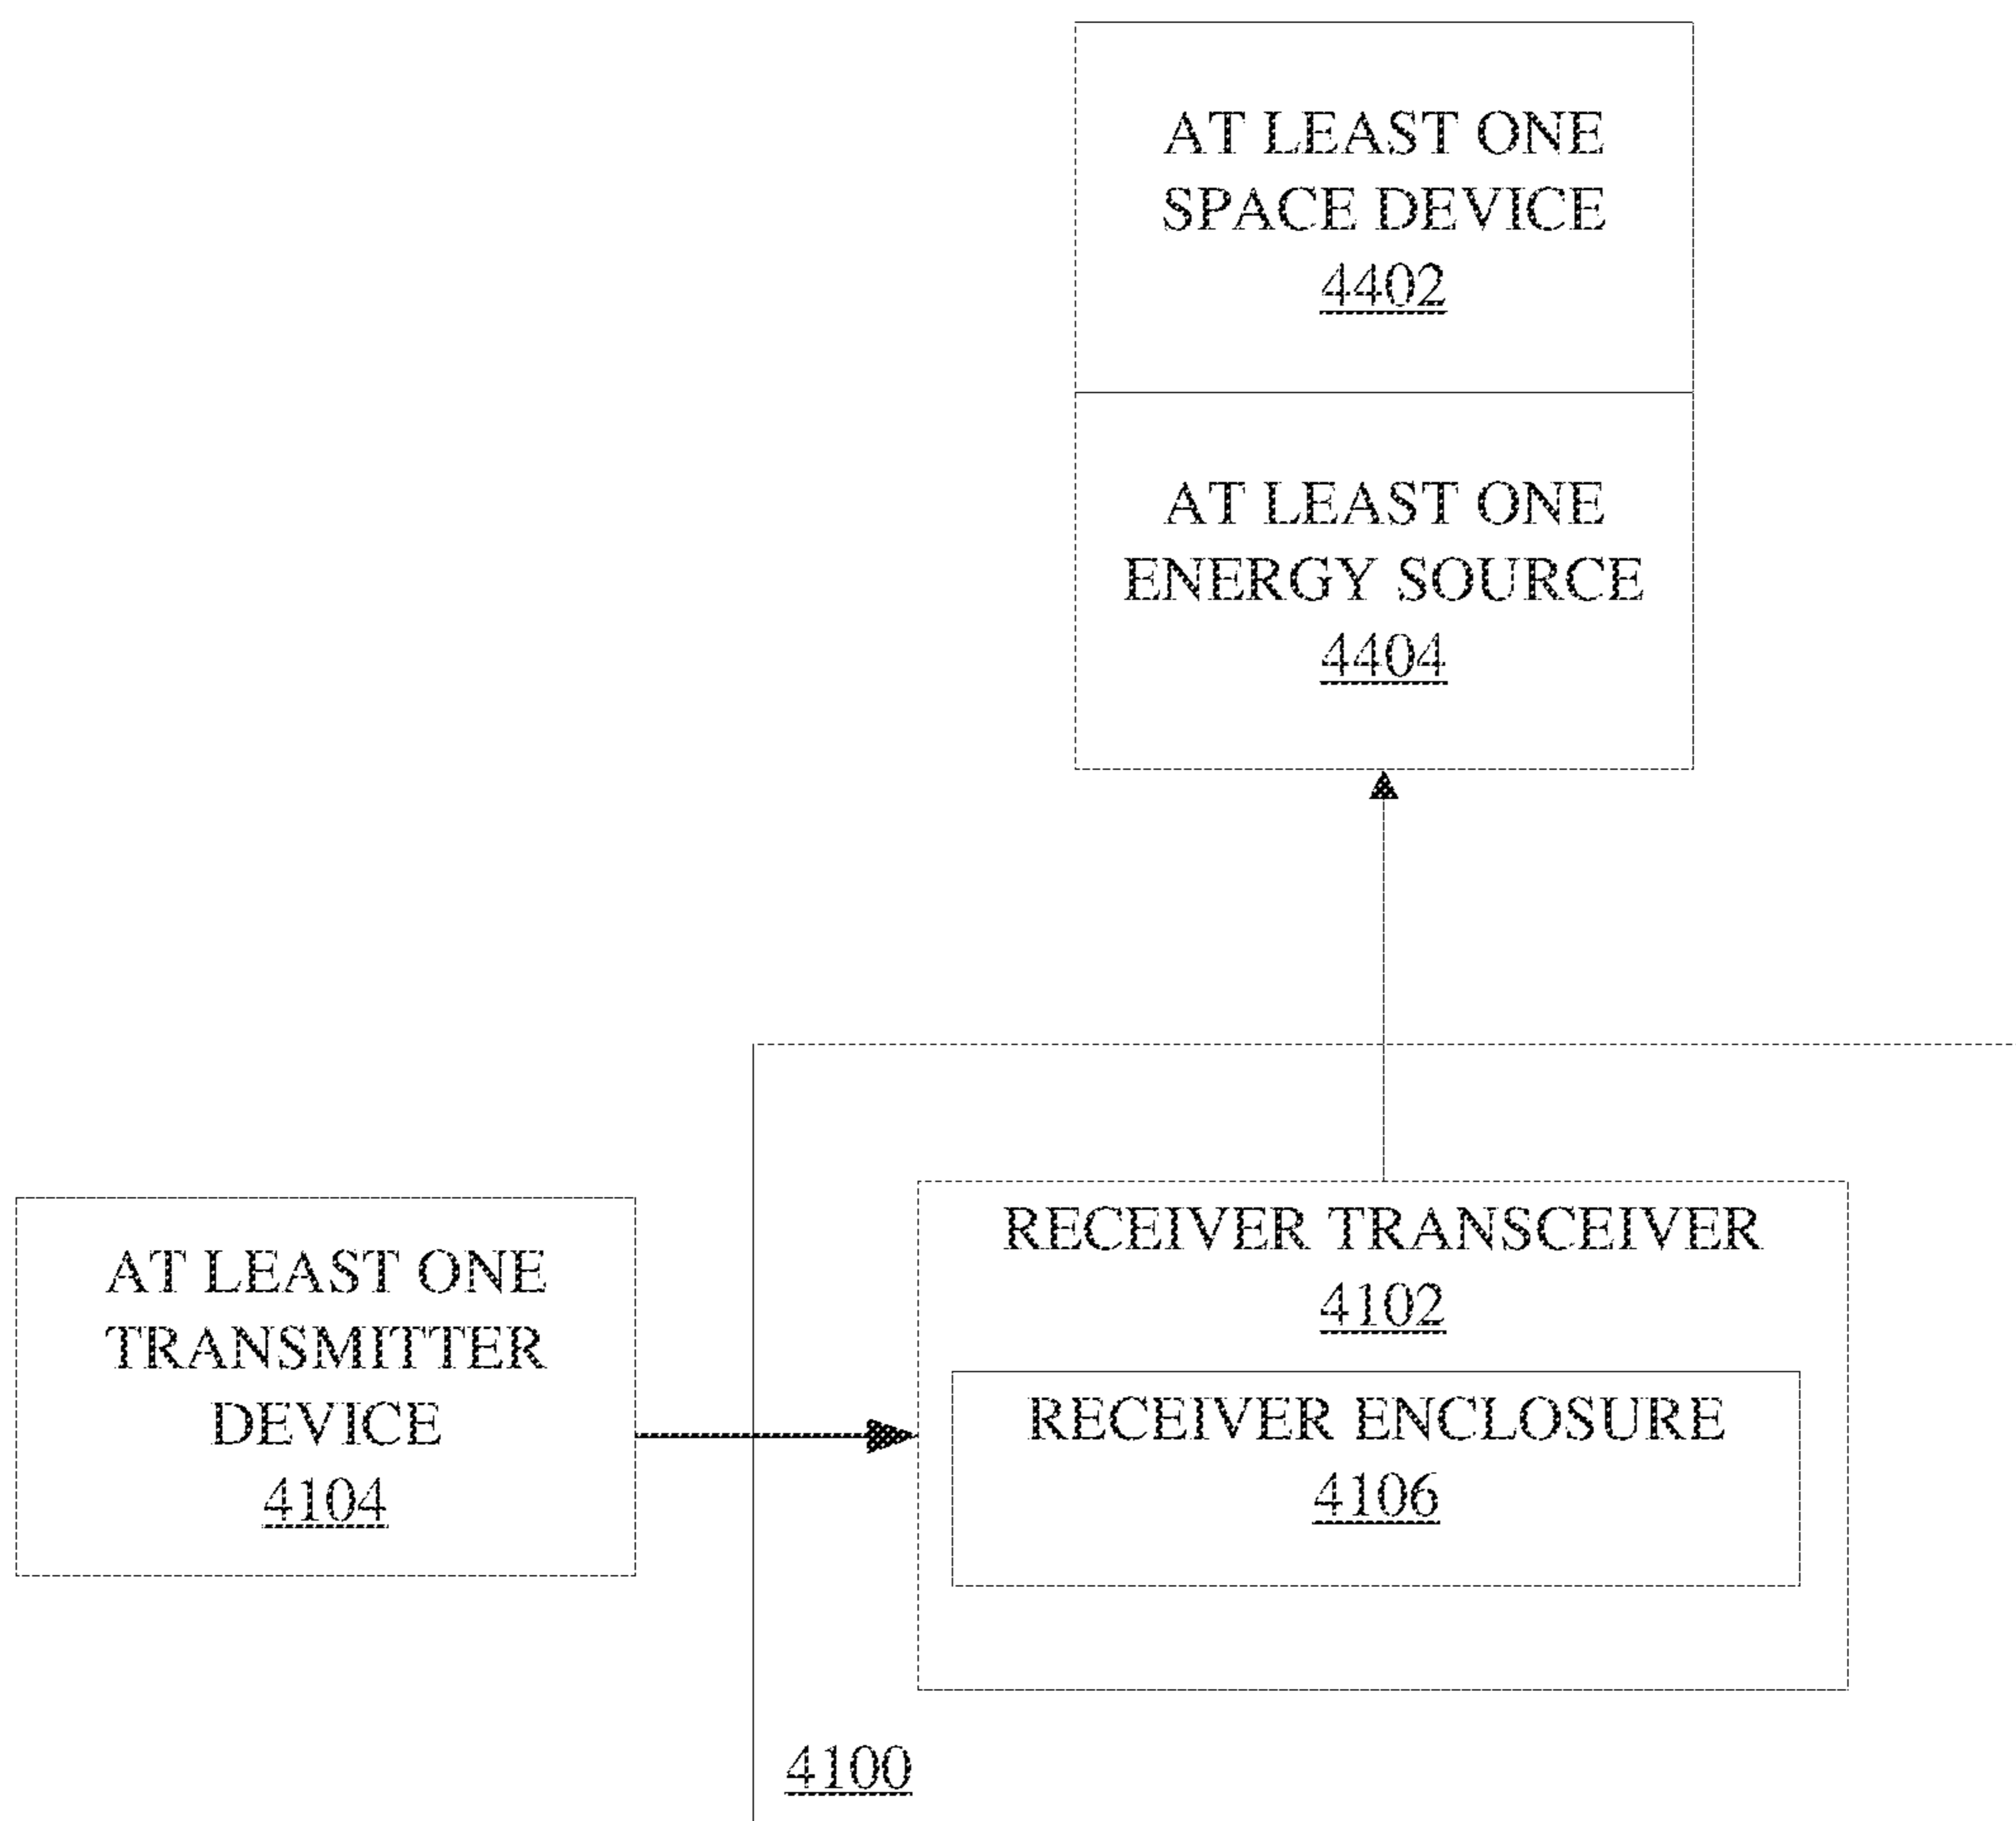 AT LEAST ONE
SPACE DEVICE
4402
AT LEAST ONE
ENERGY SOURCE
4404
RECEIVER TRANSCEIVER
4102
RECEIVER ENCLOSURE
4106
AT LEAST ONE
TRANSMITTER
DEVICE
4104
4100